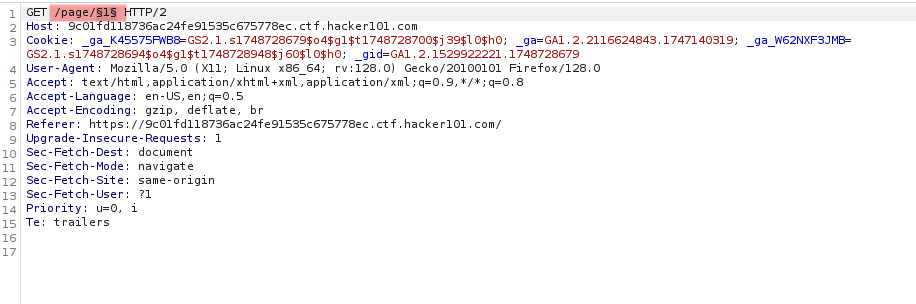 1 GET /page/§1§ HTTP/2
2 Host: 9c01fd118736ac24fe91535c675778ec.ctf.hacker101.com
3 Cookie: _ga_K45575FWB8=GS2.1.s1748728679$o4$g1$t1748728700$j39$l0$h0; _ga=GA1.2.2116624843.1747140319; _ga_W62NXF3JMB=
GS2.1.s1748728694$o4$g1$t1748728948$j60$l0$h0; _gid=GA1.2.1529922221.1748728679
4 User-Agent: Mozilla/5.0 (X11; Linux x86_64; rv:128.0) Gecko/20100101 Firefox/128.0
5 Accept: text/html,application/xhtml+xml,application/xml;q=0.9,*/*;q=0.8
6 Accept-Language: en-US,en;q=0.5
7 Accept-Encoding: gzip, deflate, br
8 Referer: https://9c01fd118736ac24fe91535c675778ec.ctf.hacker101.com/
9 Upgrade-Insecure-Requests: 1
10 Sec-Fetch-Dest: document
11 Sec-Fetch-Mode: navigate
12 Sec-Fetch-Site: same-origin
13 Sec-Fetch-User: ?1
14 Priority: u=0, i
15 Te: trailers
16
17